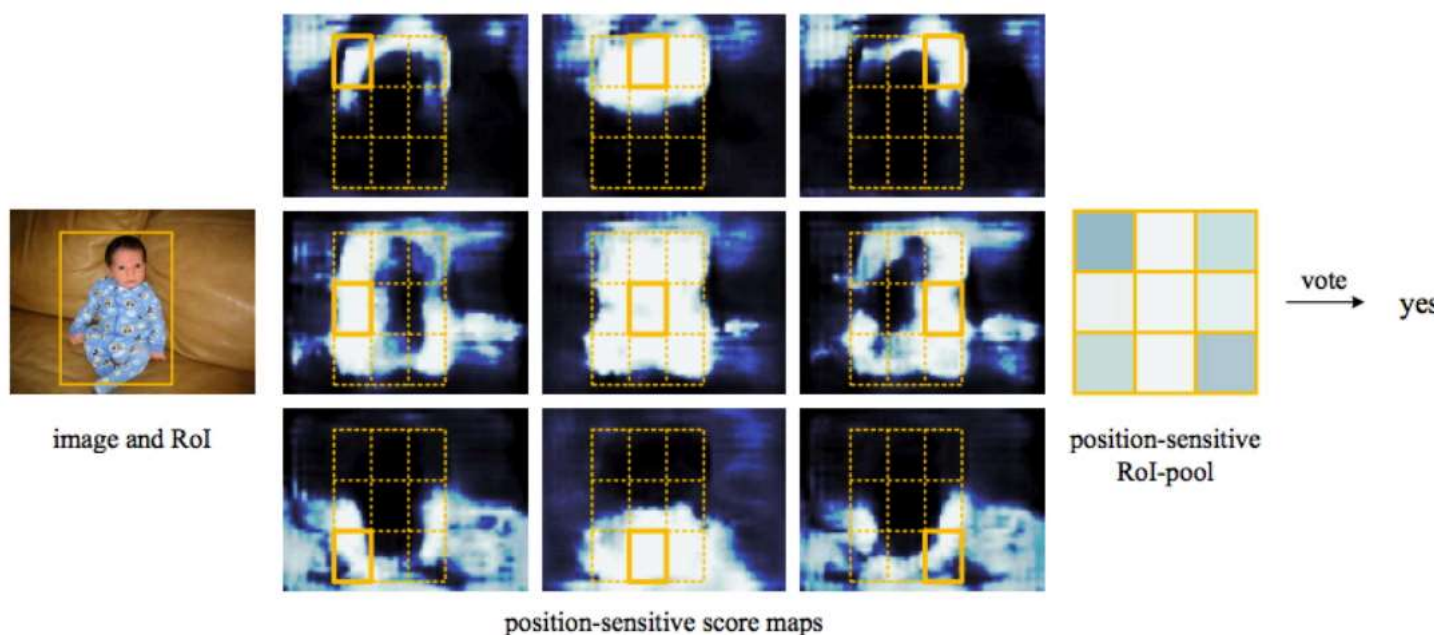 image and RoI
position-sensitive score maps
position-sensitive
RoI-pool
vote
yes